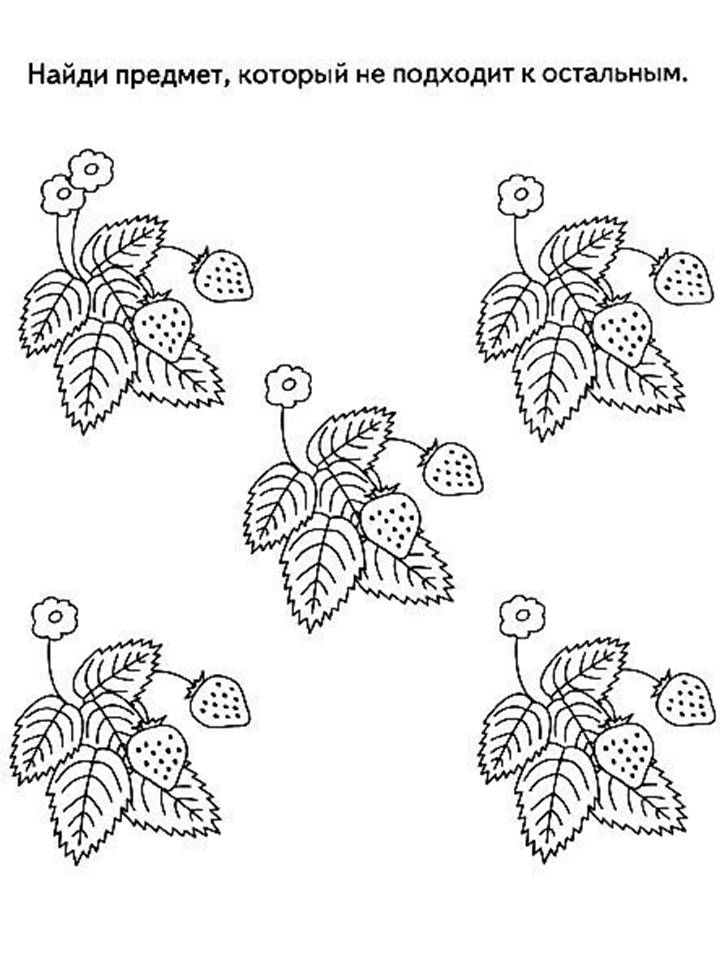 Найди предмет, который не подходит к остальным.